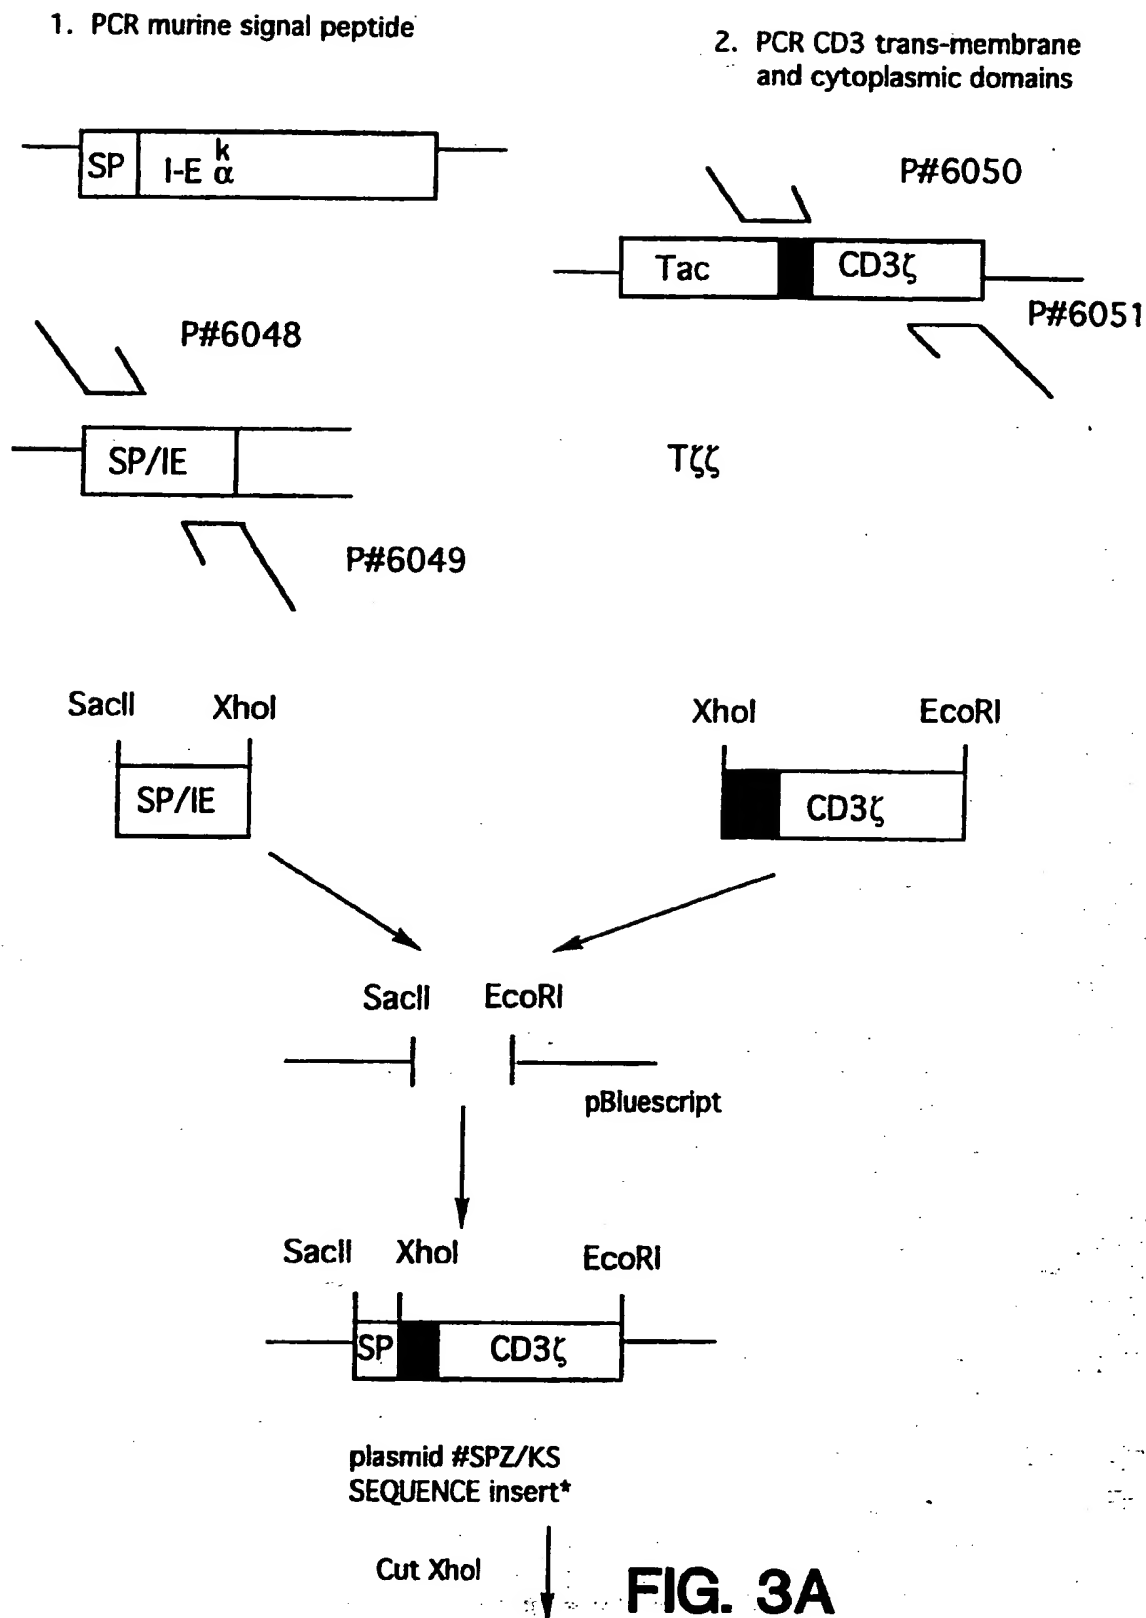 1. PCR murine signal peptide
2. PCR CD3 trans-membrane
and cytoplasmic domains
SP
I-E k α
P#6050
Tac
CD3ζ
P#6051
P#6048
SP/IE
Tζζ
P#6049
SacII
XhoI
XhoI
EcoRI
SP/IE
CD3ζ
SacII
EcoRI
pBluescript
SacII
XhoI
EcoRI
SP
CD3ζ
plasmid #SPZ/KS
SEQUENCE insert*
Cut XhoI
FIG. 3A